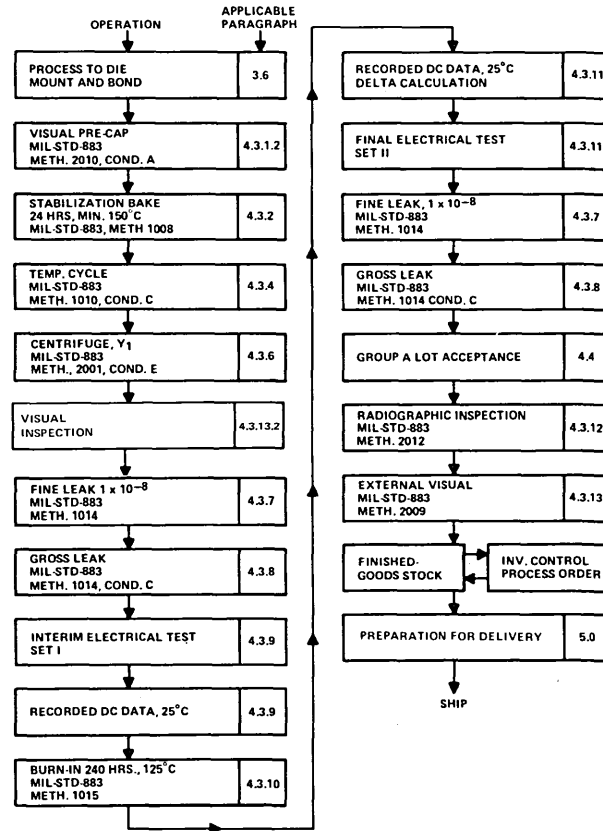 OPERATION
APPLICABLE
PARAGRAPH
PROCESS TO DIE
MOUNT AND BOND
3.6
VISUAL PRE-CAP
MIL-STD-883
METH. 2010, COND. A
4.3.1.2
STABILIZATION BAKE
24 HRS, MIN. 150°C
MIL-STD-883, METH 1008
4.3.2
TEMP. CYCLE
MIL-STD-883
METH. 1010, COND. C
4.3.4
CENTRIFUGE, Y1
MIL-STD-883
METH., 2001, COND. E
4.3.6
VISUAL
INSPECTION
4.3.13.2
FINE LEAK 1 x 10−8
MIL-STD-883
METH. 1014
4.3.7
GROSS LEAK
MIL-STD-883
METH. 1014, COND. C
4.3.8
INTERIM ELECTRICAL TEST
SET I
4.3.9
RECORDED DC DATA, 25°C
4.3.9
BURN-IN 240 HRS., 125°C
MIL-STD-883
METH. 1015
4.3.10
RECORDED DC DATA, 25°C
DELTA CALCULATION
4.3.11
FINAL ELECTRICAL TEST
SET II
4.3.11
FINE LEAK, 1 x 10−8
MIL-STD-883
METH. 1014
4.3.7
GROSS LEAK
MIL-STD-883
METH. 1014 COND. C
4.3.8
GROUP A LOT ACCEPTANCE
4.4
RADIOGRAPHIC INSPECTION
MIL-STD-883
METH. 2012
4.3.12
EXTERNAL VISUAL
MIL-STD-883
METH. 2009
4.3.13
FINISHED-
GOODS STOCK
INV. CONTROL
PROCESS ORDER
PREPARATION FOR DELIVERY
5.0
SHIP